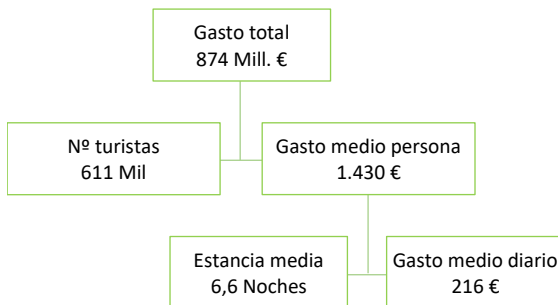 Gasto total
874 Mill. €
Nº turistas
611 Mil
Gasto medio persona
1.430 €
Estancia media
6,6 Noches
Gasto medio diario
216 €